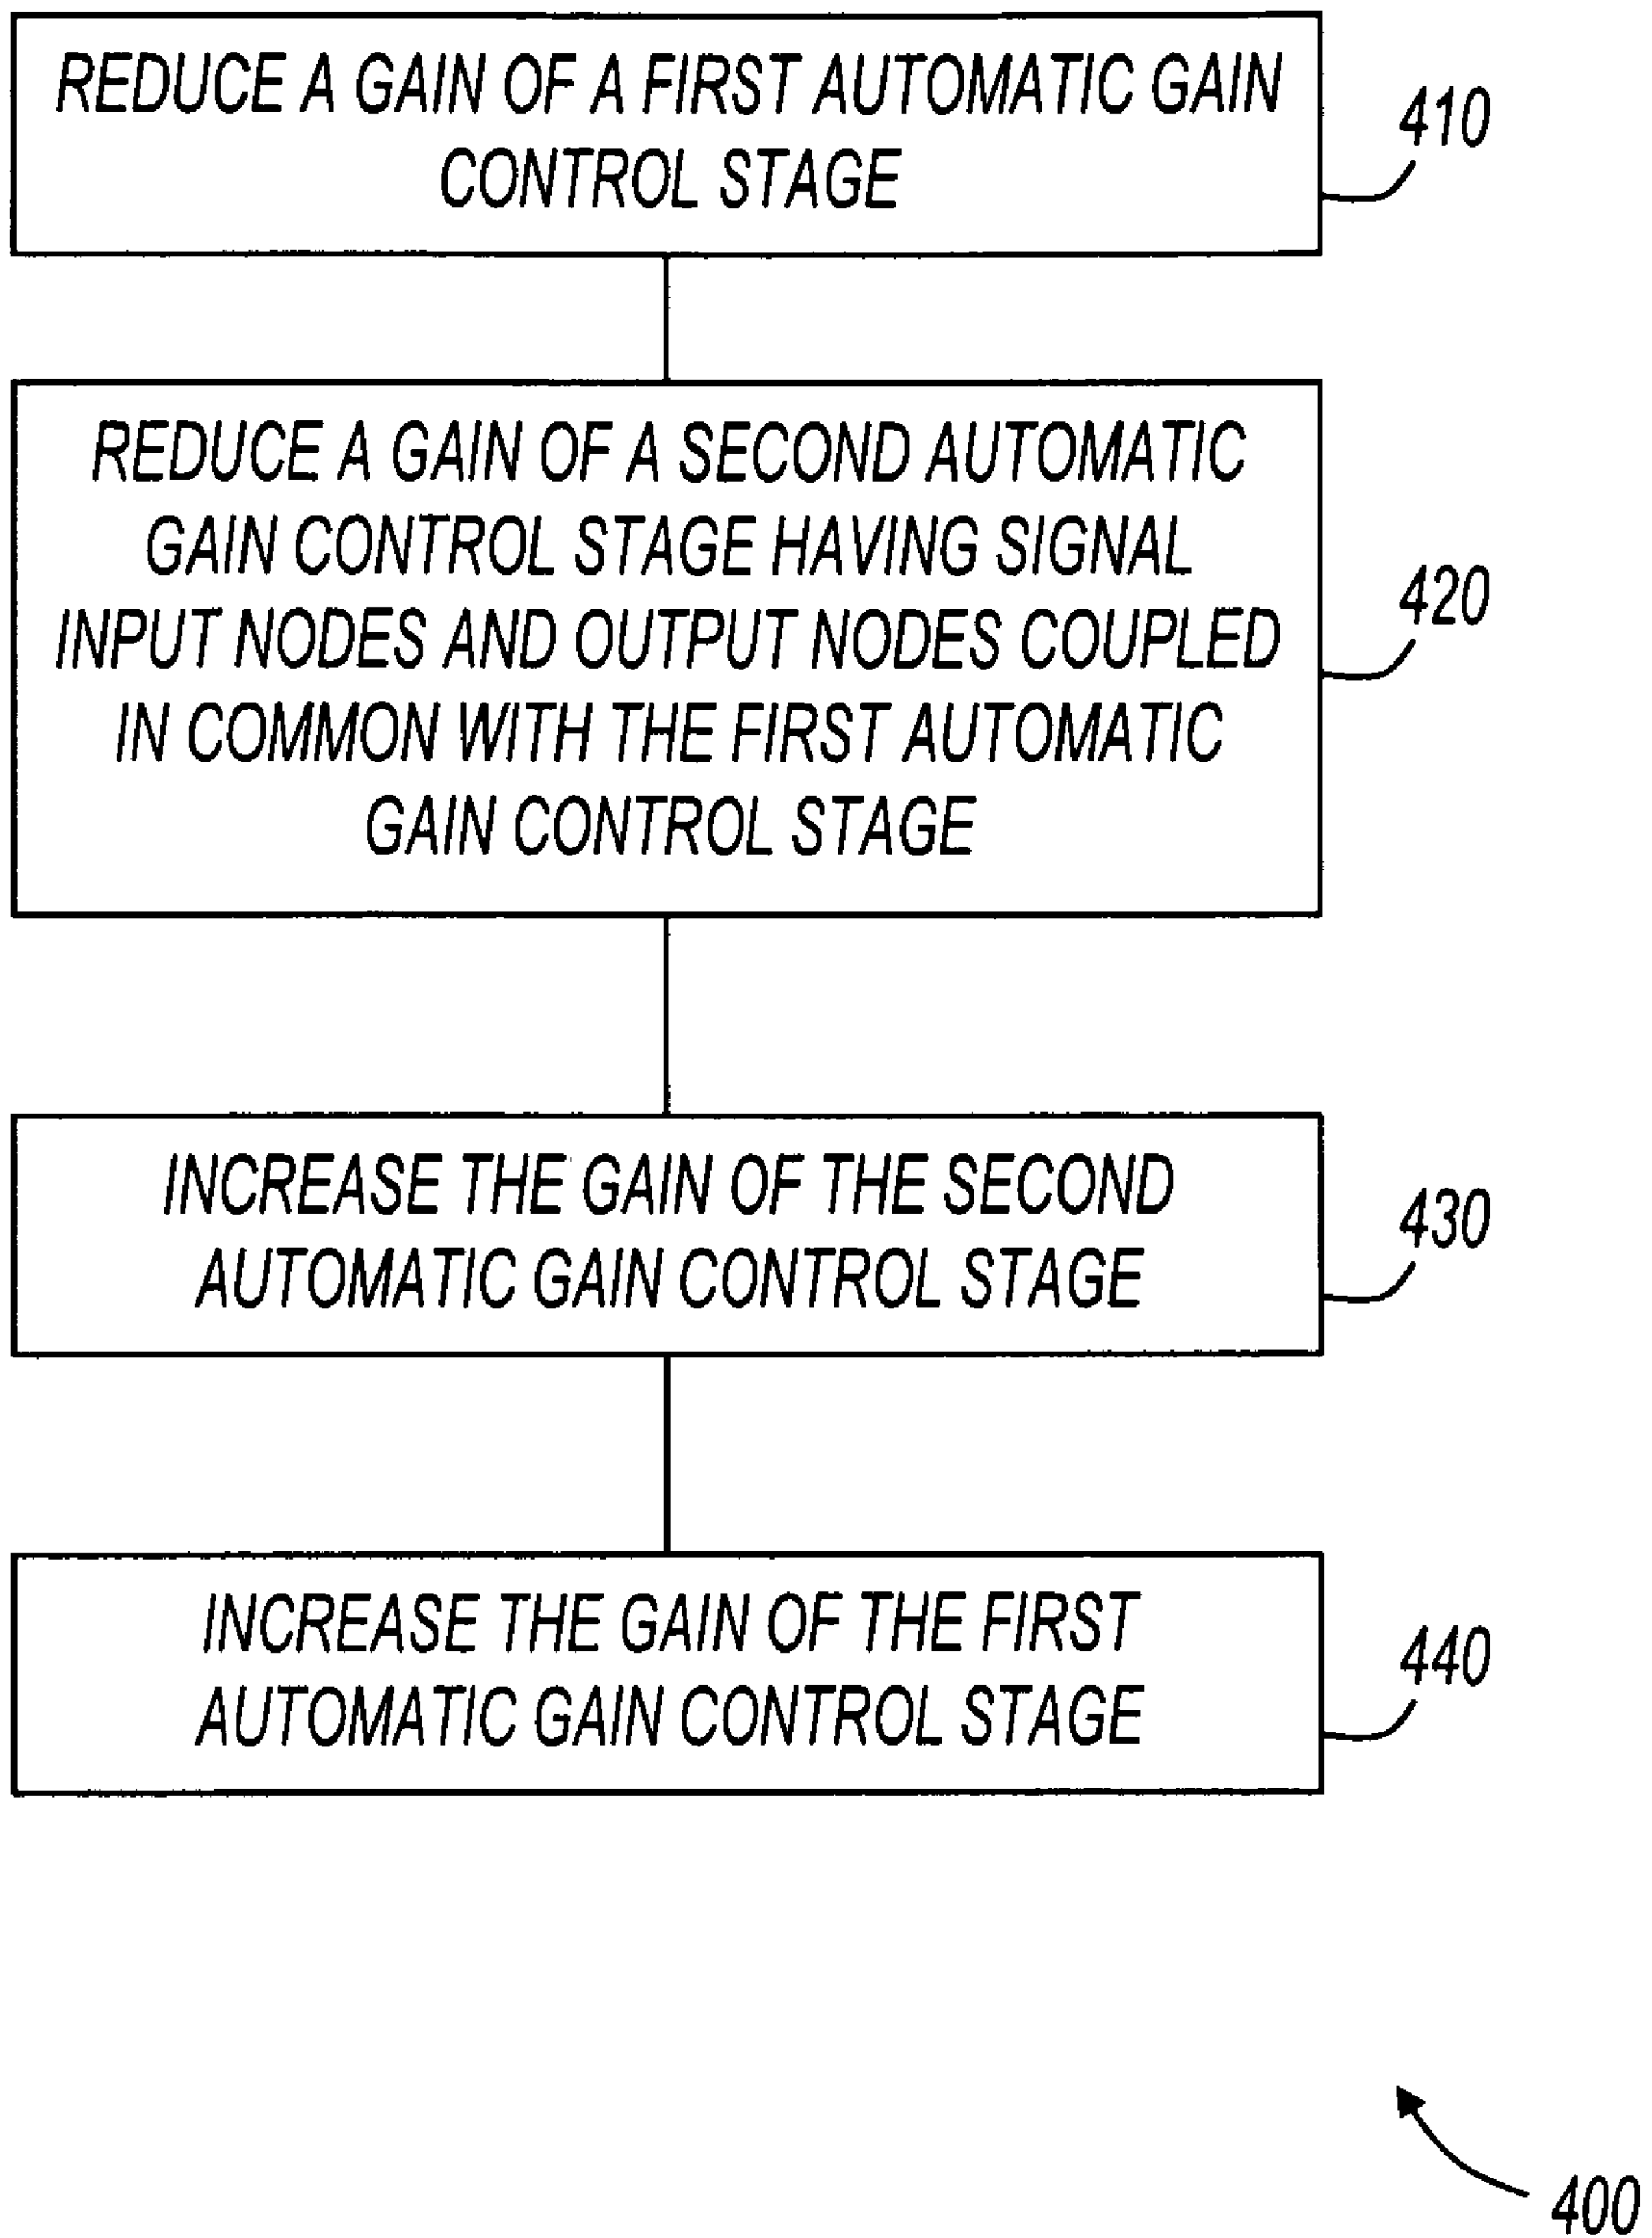 REDUCE A GAIN OF A FIRST AUTOMATIC GAIN
CONTROL STAGE
410
REDUCE A GAIN OF A SECOND AUTOMATIC
GAIN CONTROL STAGE HAVING SIGNAL
INPUT NODES AND OUTPUT NODES COUPLED
IN COMMON WITH THE FIRST AUTOMATIC
GAIN CONTROL STAGE
420
INCREASE THE GAIN OF THE SECOND
AUTOMATIC GAIN CONTROL STAGE
430
INCREASE THE GAIN OF THE FIRST
AUTOMATIC GAIN CONTROL STAGE
440
400